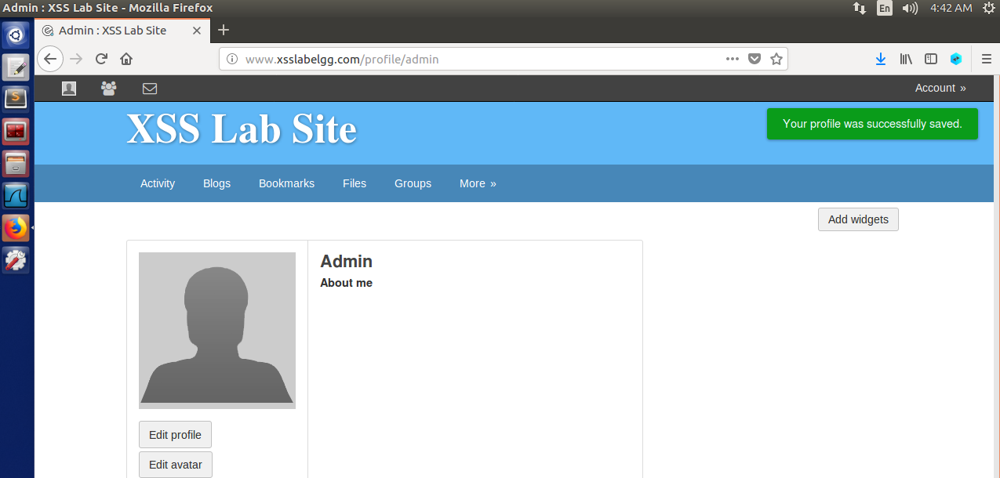 Admin : XSS Lab Site - Mozilla Firefox
En
4:42 AM
Admin : XSS Lab Site
www.xsslabelgg.com/profile/admin
Account »
XSS Lab Site
Your profile was successfully saved.
Activity Blogs Bookmarks Files Groups More »
Add widgets
Admin
About me
Edit profile
Edit avatar